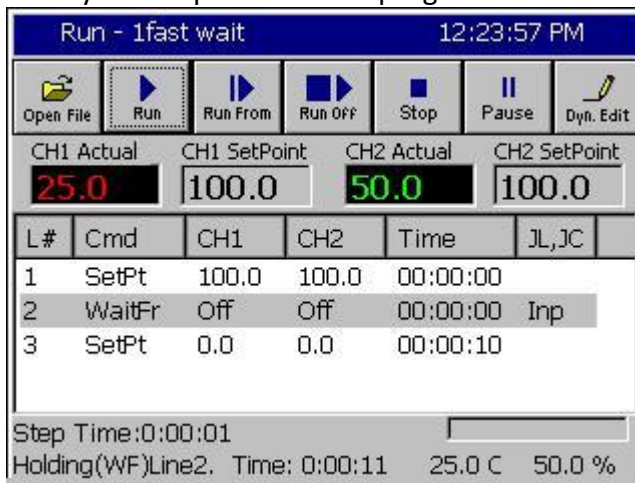 Run - 1fast wait 12:23:57 PM
Open File Run Run From Run Off Stop Pause Dyn. Edit
CH1 Actual CH1 SetPoint CH2 Actual CH2 SetPoint
25.0 100.0 50.0 100.0
L# Cmd CH1 CH2 Time JL,JC
1 SetPt 100.0 100.0 00:00:00
2 WaitFr Off Off 00:00:00 Inp
3 SetPt 0.0 0.0 00:00:10
Step Time:0:00:01
Holding(WF)Line2. Time: 0:00:11 25.0 C 50.0 %